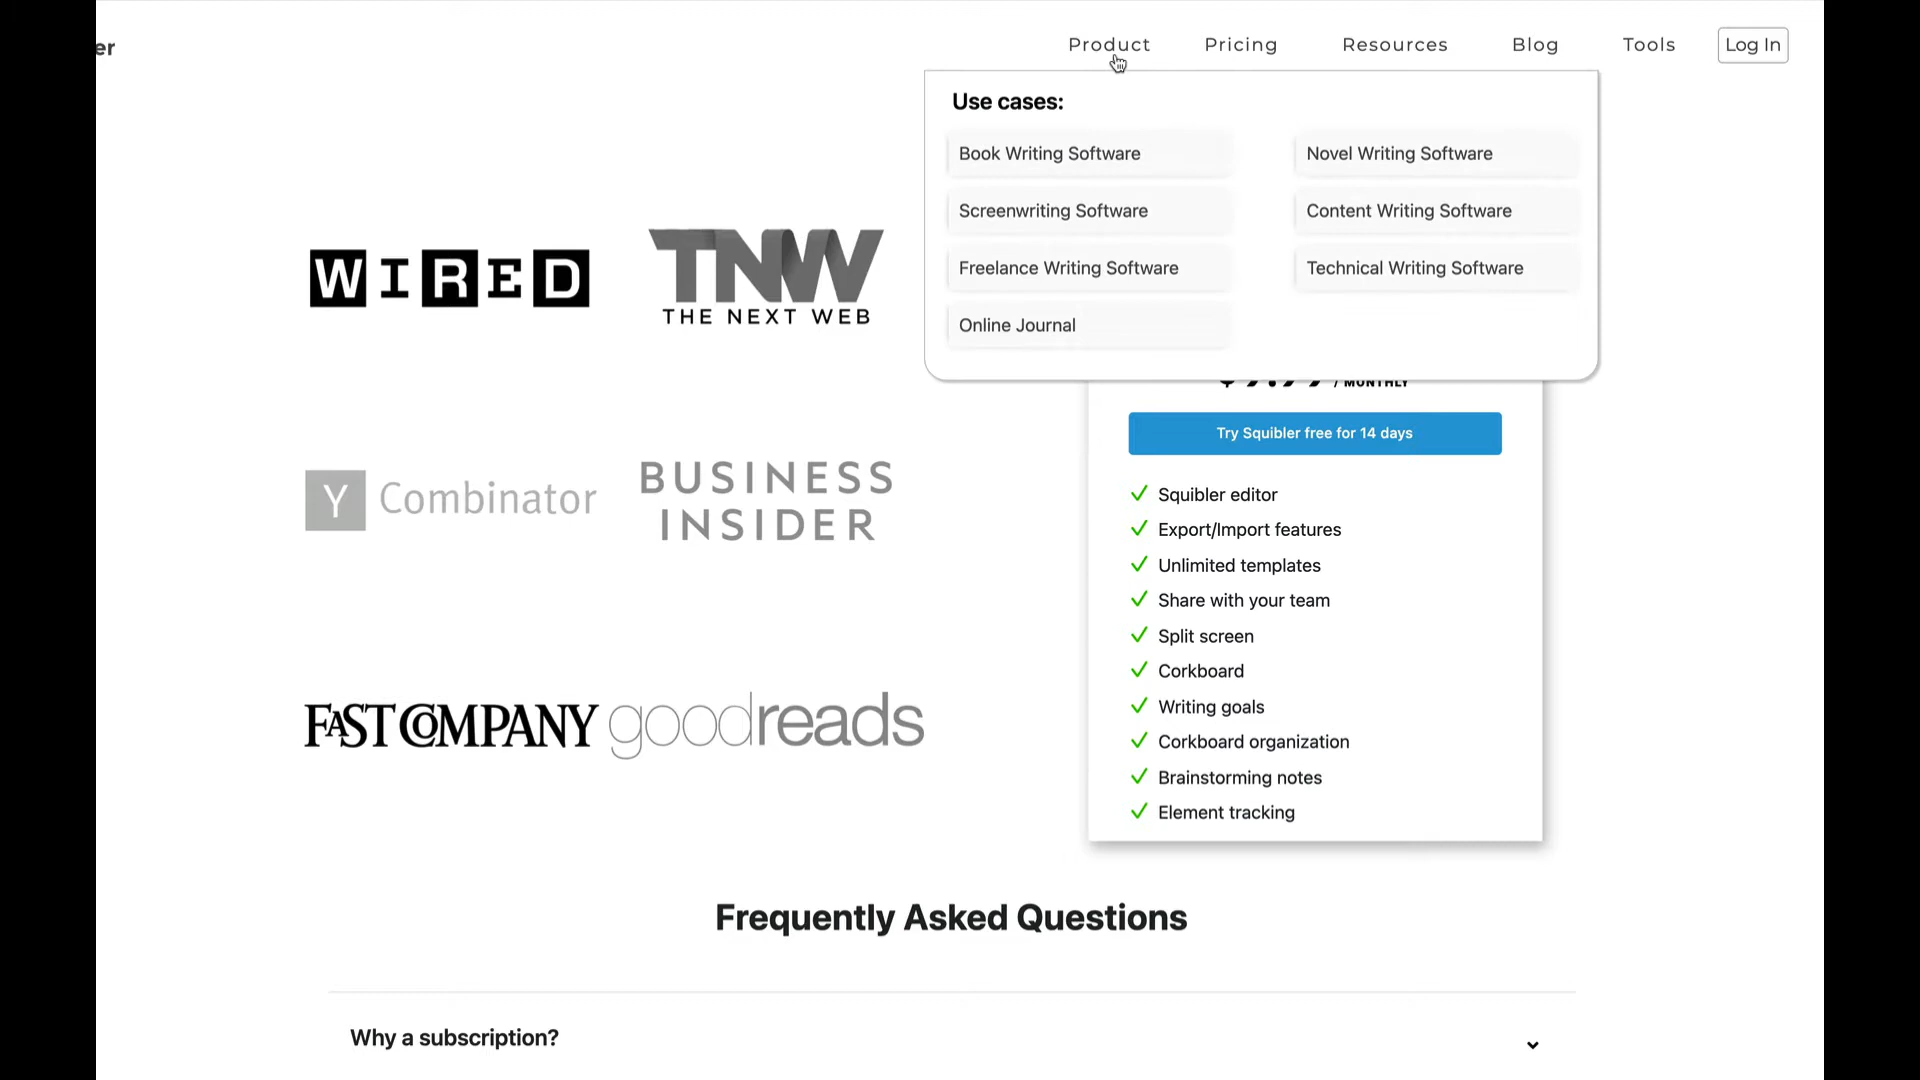 er
Product
Pricing
Resources
Blog
Tools
Log In
Use cases:
Book Writing Software
Novel Writing Software
Screenwriting Software
Content Writing Software
Freelance Writing Software
Technical Writing Software
Online Journal
WIRED
TNW
THE NEXT WEB
Y Combinator
BUSINESS
INSIDER
FAST COMPANY
goodreads
/ MONTHLY
Try Squibler free for 14 days
Squibler editor
Export/Import features
Unlimited templates
Share with your team
Split screen
Corkboard
Writing goals
Corkboard organization
Brainstorming notes
Element tracking
Frequently Asked Questions
Why a subscription?